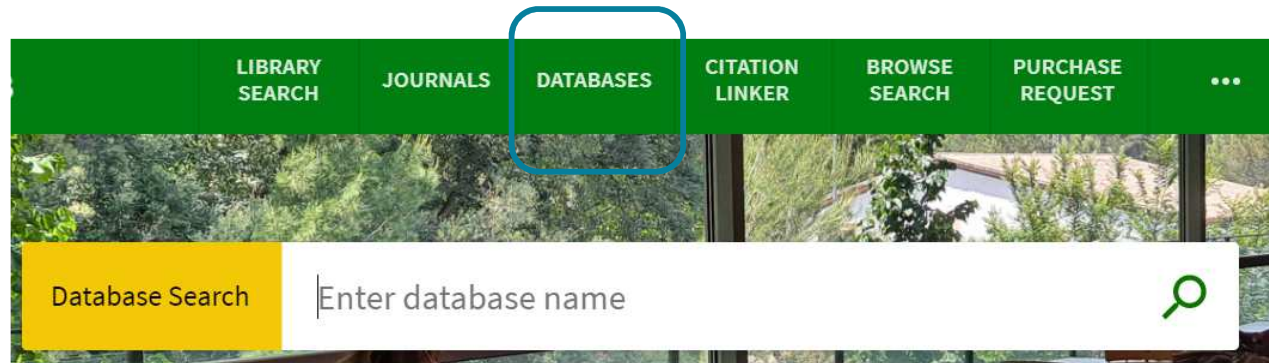 LIBRARY
SEARCH
JOURNALS
DATABASES
CITATION
LINKER
BROWSE
SEARCH
PURCHASE
REQUEST
...
Database Search
Enter database name